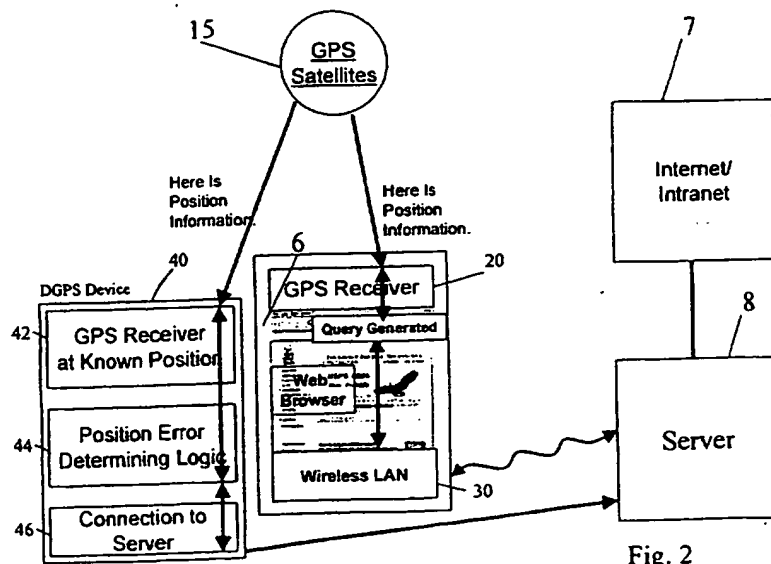 15
GPS
Satellites
7
Internet/
Intranet
Here Is
Position
Information.
Here Is
Position
Information.
6
20
GPS Receiver
Query Generated
Web
Browser
Wireless LAN
30
DGPS Device
40
42
GPS Receiver
at Known Position
44
Position Error
Determining Logic
46
Connection to
Server
8
Server
Fig. 2